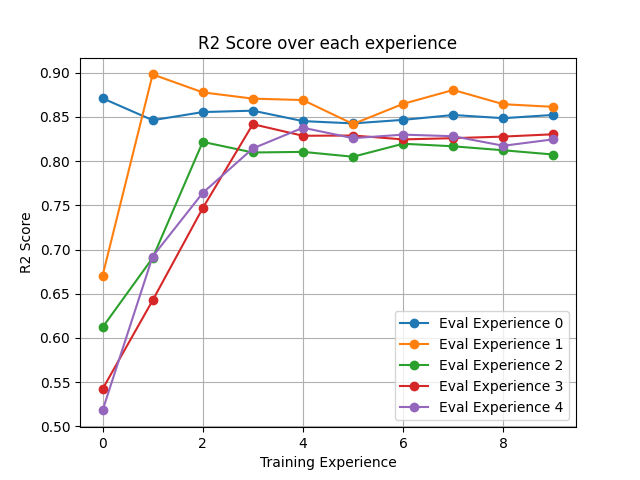 R2 Score over each experience
0.90
0.85
0.80
0.75
0.70
0.65
0.60
0.55
0.50
R2 Score
0 2 4 6 8
Training Experience
Eval Experience 0
Eval Experience 1
Eval Experience 2
Eval Experience 3
Eval Experience 4